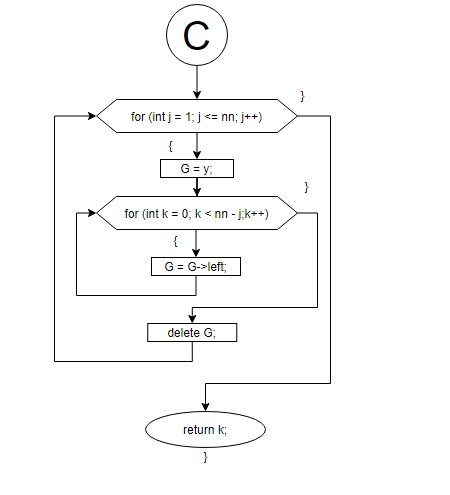 C
}
for (int j = 1; j <= nn; j++)
{
G = y;
}
for (int k = 0; k < nn - j;k++)
{
G = G->left;
delete G;
return k;
}